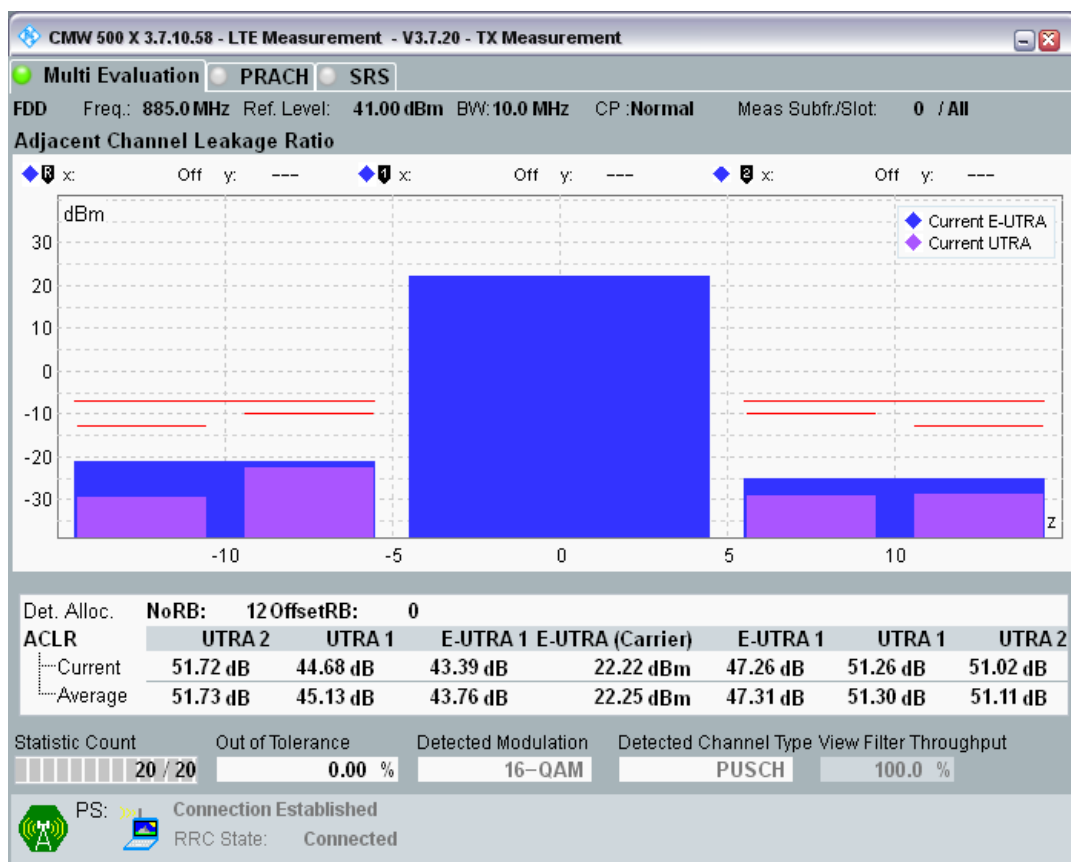 CMW 500 X 3.7.10.58 - LTE Measurement - V3.7.20 - TX Measurement
Multi Evaluation PRACH SRS
FDD Freq.: 885.0 MHz Ref. Level: 41.00 dBm BW: 10.0 MHz CP :Normal Meas Subfr./Slot: 0 / All
Adjacent Channel Leakage Ratio
R x: Off y: --- 1 x: Off y: --- 2 x: Off y: ---
dBm
Current E-UTRA
Current UTRA
30
20
10
0
-10
-20
-30
z
-10 -5 0 5 10
Det. Alloc. NoRB: 12 OffsetRB: 0
ACLR UTRA 2 UTRA 1 E-UTRA 1 E-UTRA (Carrier) E-UTRA 1 UTRA 1 UTRA 2
Current 51.72 dB 44.68 dB 43.39 dB 22.22 dBm 47.26 dB 51.26 dB 51.02 dB
Average 51.73 dB 45.13 dB 43.76 dB 22.25 dBm 47.31 dB 51.30 dB 51.11 dB
Statistic Count Out of Tolerance Detected Modulation Detected Channel Type View Filter Throughput
20 / 20 0.00 % 16-QAM PUSCH 100.0 %
PS: Connection Established
RRC State: Connected